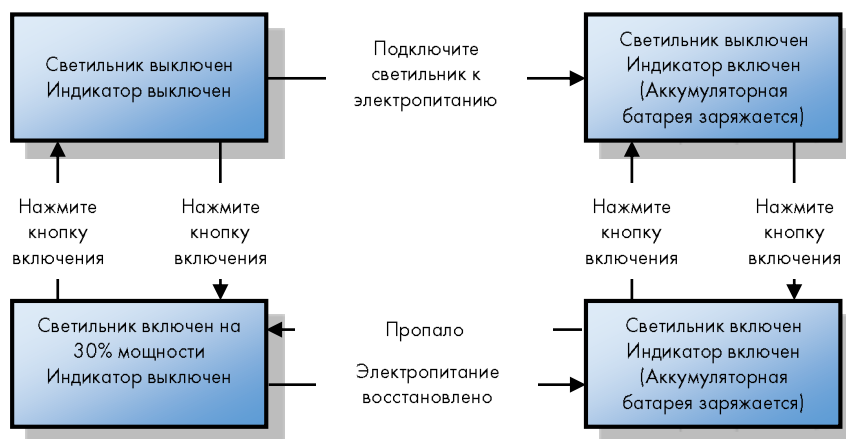 Светильник выключен
Индикатор выключен
Подключите
светильник к
электропитанию
Светильник выключен
Индикатор включен
(Аккумуляторная
батарея заряжается)
Нажмите
кнопку
включения
Нажмите
кнопку
включения
Нажмите
кнопку
включения
Нажмите
кнопку
включения
Светильник включен на
30% мощности
Индикатор выключен
Пропало
Электропитание
восстановлено
Светильник включен
Индикатор включен
(Аккумуляторная
батарея заряжается)